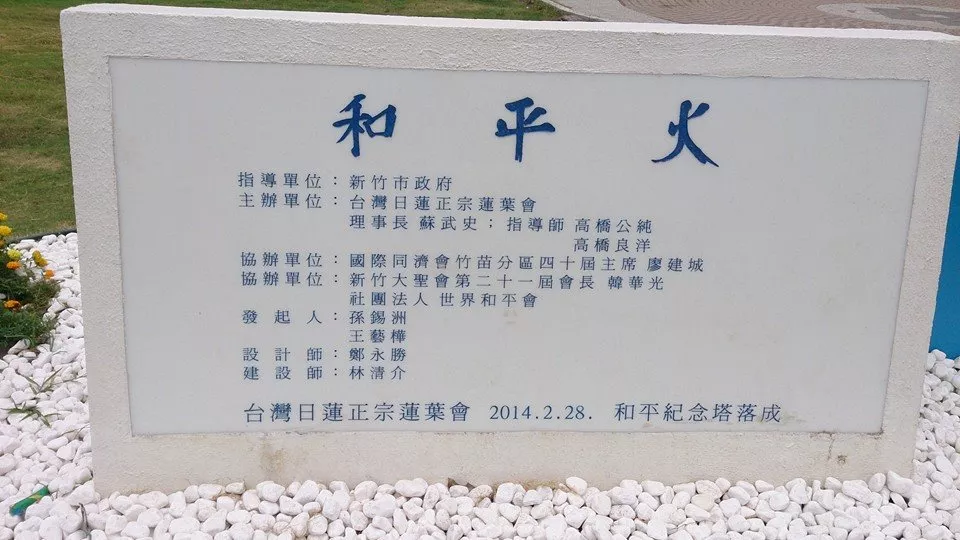 和平火
指導單位：新竹市政府
主辦單位：台灣日蓮正宗蓮葉會
理事長 蘇武史；指導師 高橋公純
高橋良洋
協辦單位：國際同濟會竹苗分區四十屆主席 廖建城
協辦單位：新竹大聖會第二十一屆會長 韓華光
社團法人 世界和平會
發起人：孫錫洲
王藝樺
設計師：鄭永勝
建設師：林清介
台灣日蓮正宗蓮葉會 2014.2.28. 和平紀念塔落成